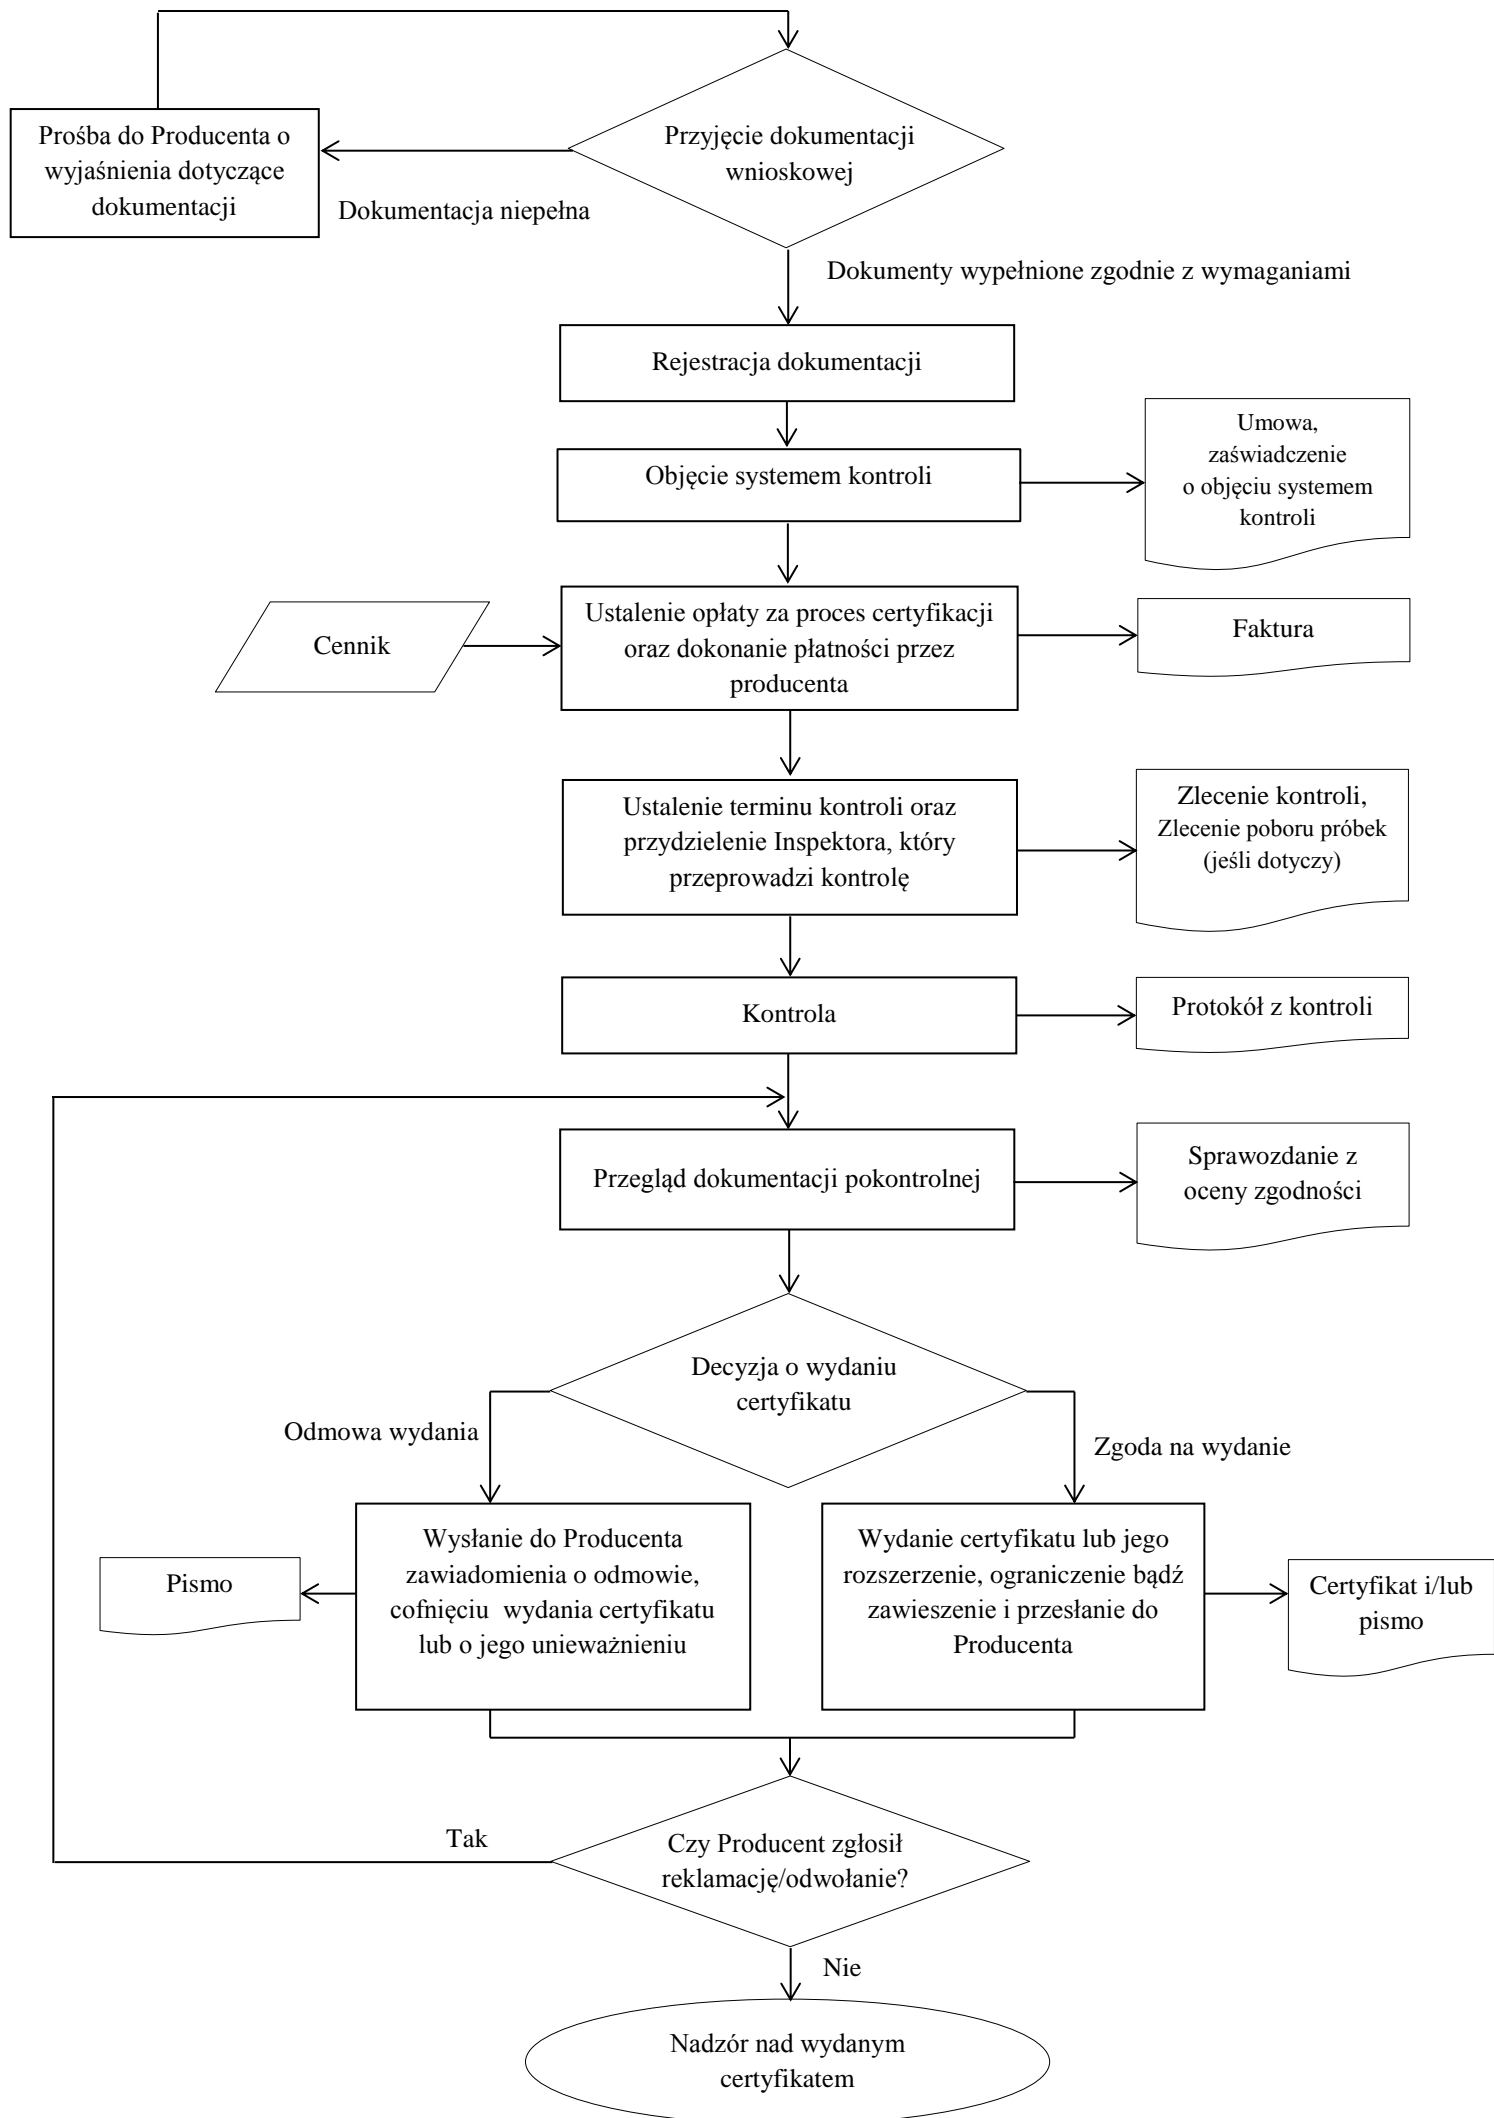 Przyjęcie dokumentacji
wnioskowej
Prośba do Producenta o
wyjaśnienia dotyczące
dokumentacji
Dokumentacja niepełna
Dokumenty wypełnione zgodnie z wymaganiami
Rejestracja dokumentacji
Objęcie systemem kontroli
Umowa,
zaświadczenie
o objęciu systemem
kontroli
Cennik
Ustalenie opłaty za proces certyfikacji
oraz dokonanie płatności przez
producenta
Faktura
Ustalenie terminu kontroli oraz
przydzielenie Inspektora, który
przeprowadzi kontrolę
Zlecenie kontroli,
Zlecenie poboru próbek
(jeśli dotyczy)
Kontrola
Protokół z kontroli
Przegląd dokumentacji pokontrolnej
Sprawozdanie z
oceny zgodności
Decyzja o wydaniu
certyfikatu
Odmowa wydania
Zgoda na wydanie
Pismo
Wysłanie do Producenta
zawiadomienia o odmowie,
cofnięciu  wydania certyfikatu
lub o jego unieważnieniu
Wydanie certyfikatu lub jego
rozszerzenie, ograniczenie bądź
zawieszenie i przesłanie do
Producenta
Certyfikat i/lub
pismo
Tak
Czy Producent zgłosił
reklamację/odwołanie?
Nie
Nadzór nad wydanym
certyfikatem